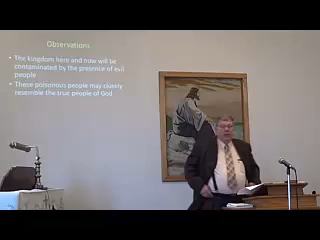 Observations
• The kingdom here and now will be
contaminated by the presence of evil
people
• These poisonous people may closely
resemble the true people of God